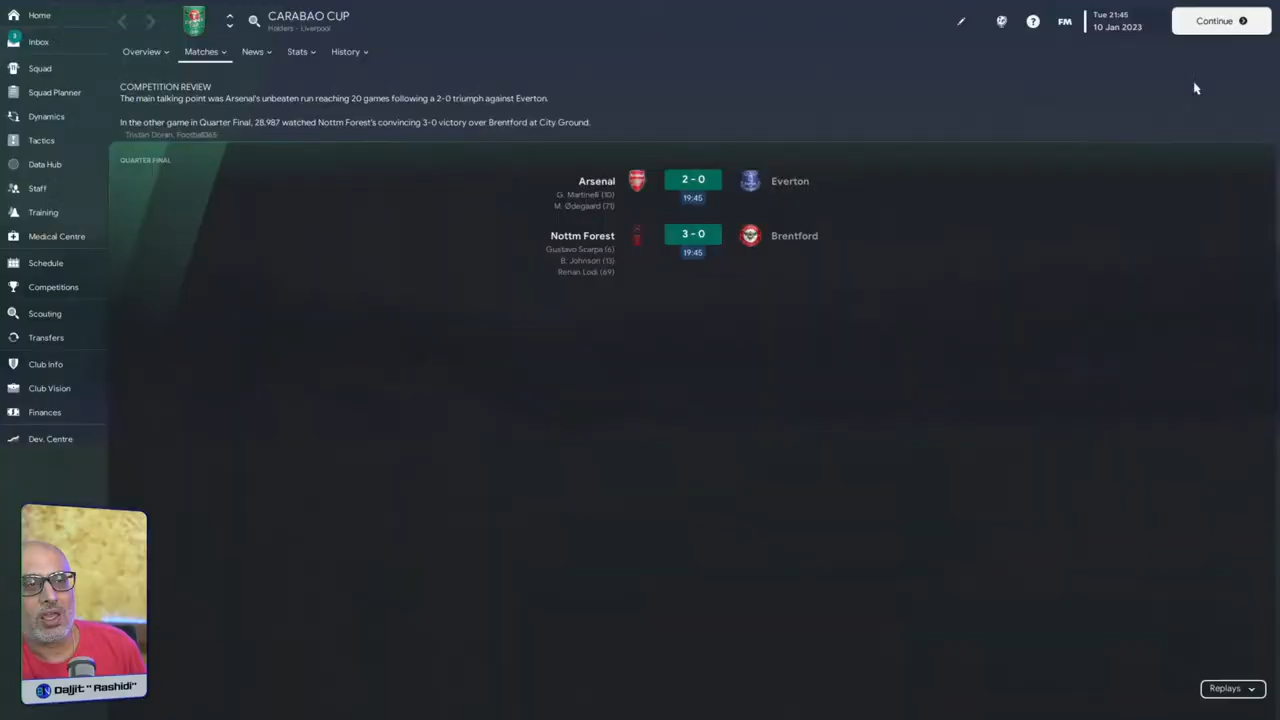 Home
3
Inbox
Squad
Squad Planner
Dynamics
Tactics
Data Hub
Staff
Training
Medical Centre
Schedule
Competitions
Scouting
Transfers
Club Info
Club Vision
Finances
Dev. Centre
CARABAO CUP
Holders - Liverpool
? FM
Tue 21:45
10 Jan 2023
Continue
Overview
Matches
News
Stats
History
COMPETITION REVIEW
The main talking point was Arsenal's unbeaten run reaching 20 games following a 2-0 triumph against Everton.
In the other game in Quarter Final, 28,987 watched Nottm Forest's convincing 3-0 victory over Brentford at City Ground.
Tristan Doran, Football365
QUARTER FINAL
Arsenal 2 - 0 Everton
G. Martinelli (10) 19:45
M. Ødegaard (71)
Nottm Forest 3 - 0 Brentford
Gustavo Scarpa (6) 19:45
B. Johnson (13)
Renan Lodi (69)
Daljit "Rashidi"
Replays